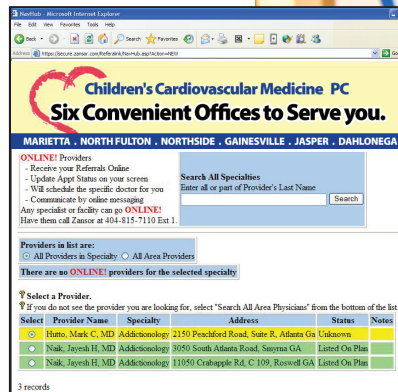 NavHub - Microsoft Internet Explorer
File Edit View Favorites Tools Help
Back Search Favorites
Address https://secure.zansor.com/Referalink/NavHub.asp?Action=NEW Go
Children's Cardiovascular Medicine PC
Six Convenient Offices to Serve you.
MARIETTA . NORTH FULTON . NORTHSIDE . GAINESVILLE . JASPER . DAHLONEGA
ONLINE! Providers
- Receive your Referrals Online
- Update Appt Status on your screen
- Will schedule the specific doctor for you
- Communicate by online messaging
Any specialist or facility can go ONLINE!
Have them call Zansor at 404-815-7110 Ext 1.
Search All Specialties
Enter all or part of Provider's Last Name
Search
Providers in list are:
All Providers in Specialty All Area Providers
There are no ONLINE! providers for the selected specialty
Select a Provider.
If you do not see the provider you are looking for, select "Search All Area Physicians" from the bottom of the list
Select Provider Name Specialty Address Status Notes
Hutto, Mark C, MD Addictionology 2150 Peachford Road, Suite R, Atlanta Ga Unknown
Naik, Jayesh H, MD Addictionology 3050 South Atlanta Road, Smyrna GA Listed On Plan
Naik, Jayesh H, MD Addictionology 11050 Crabapple Rd, C 109, Roswell GA Listed On Plan
3 records